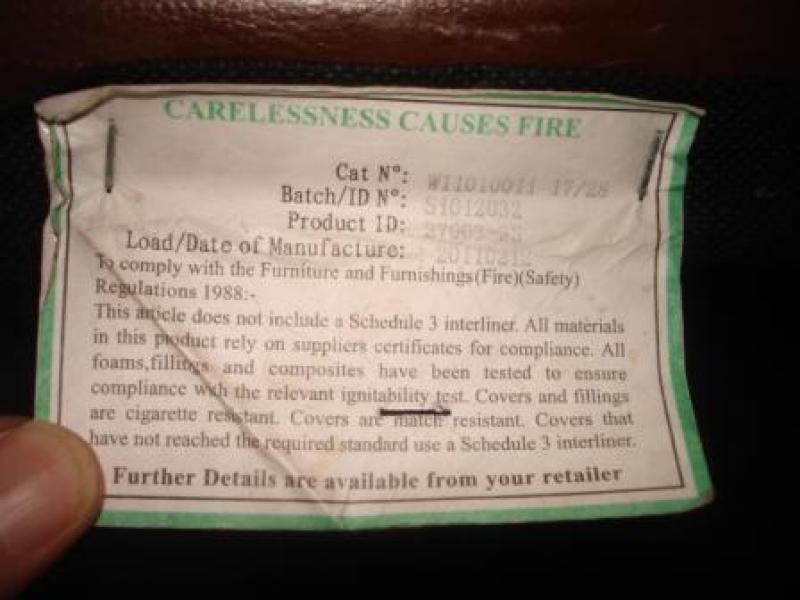 CARELESSNESS CAUSES FIRE
Cat Nº: W11010011 17/28
Batch/ID Nº: S1012032
Product ID:
Load/Date of Manufacture: 20110212
To comply with the Furniture and Furnishings(Fire)(Safety)
Regulations 1988:-
This article does not include a Schedule 3 interliner. All materials
in this product rely on suppliers certificates for compliance. All
foams,fillings and composites have been tested to ensure
compliance with the relevant ignitability test. Covers and fillings
are cigarette resistant. Covers are match resistant. Covers that
have not reached the required standard use a Schedule 3 interliner.
Further Details are available from your retailer